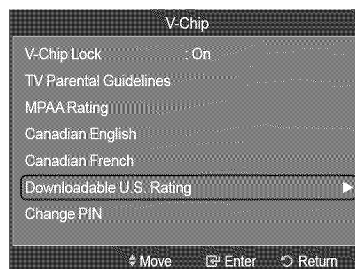 V-Chip
V-Chip Lock : On
TV Parental Guidelines
MPAA Rating
Canadian English
Canadian French
Downloadable U.S. Rating ►
Change PIN
Move Enter Return